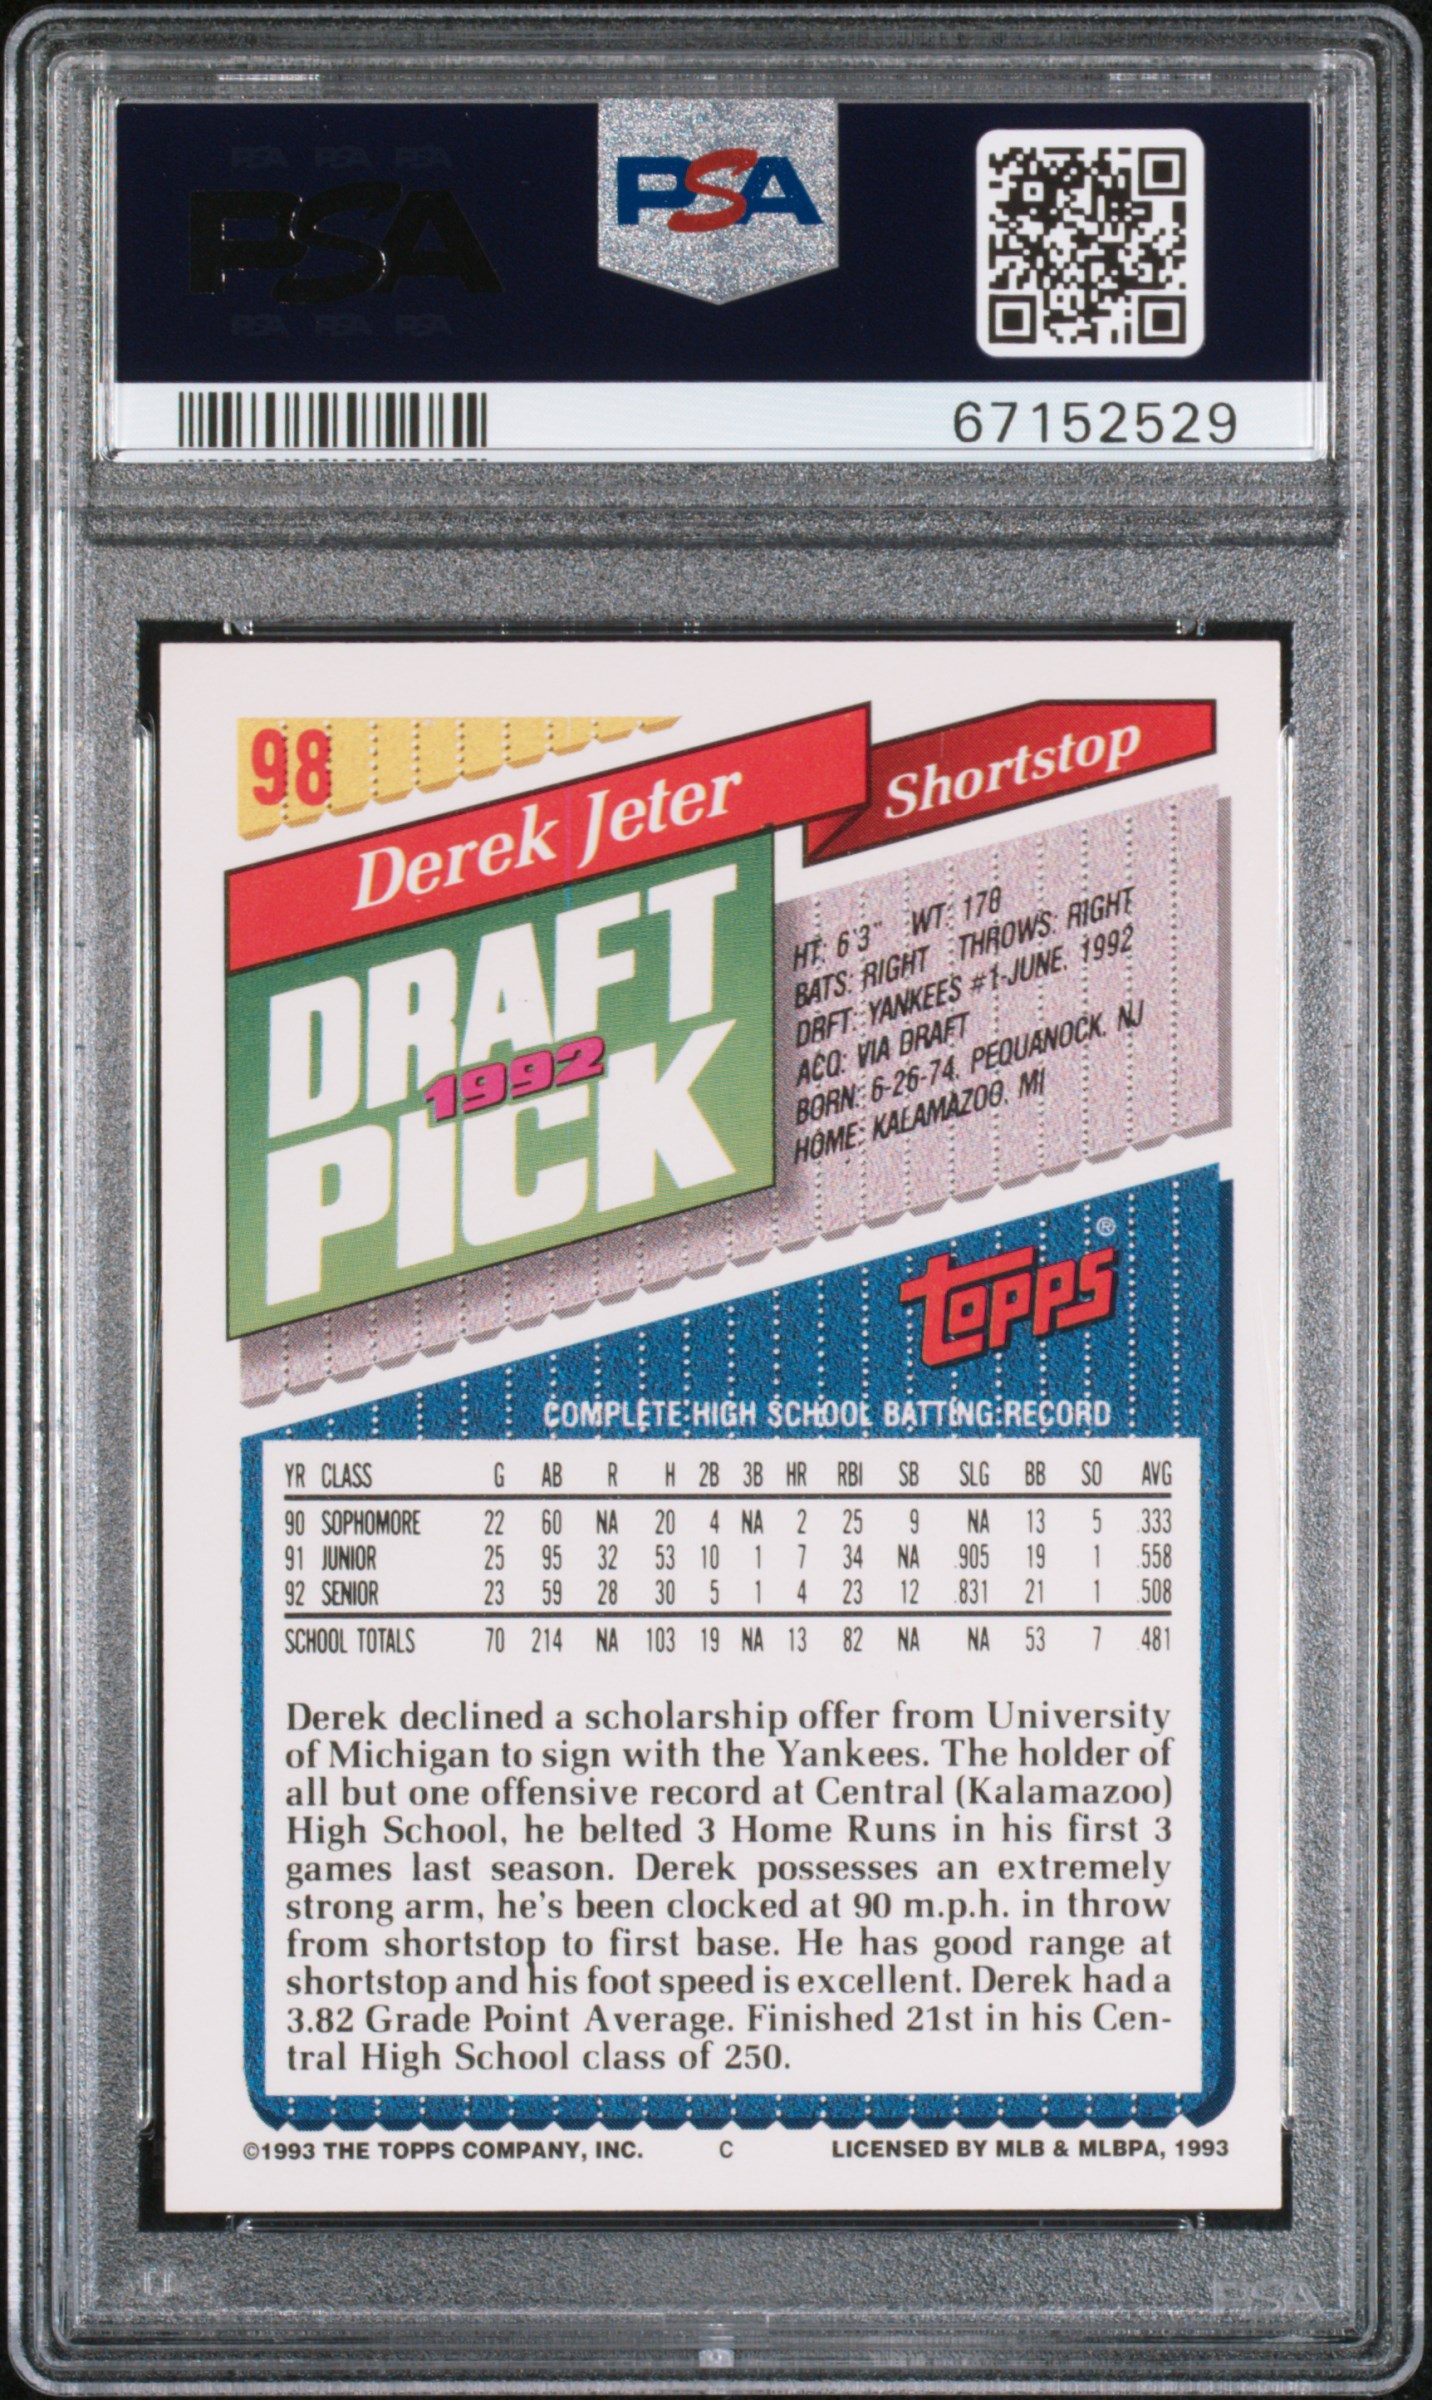 PSA PSA PSA
PSA
PSA PSA PSA
PSA
67152529
98
Derek Jeter
Shortstop
DRAFT
1992
PICK
HT: 6'3" WT: 178
BATS: RIGHT THROWS: RIGHT
DRFT: YANKEES #1-JUNE, 1992
ACQ: VIA DRAFT
BORN: 6-26-74, PEQUANOCK, NJ
HOME: KALAMAZOO, MI
TOPPS®
COMPLETE HIGH SCHOOL BATTING RECORD
YR CLASS G AB R H 2B 3B HR RBI SB SLG BB SO AVG
90 SOPHOMORE 22 60 NA 20 4 NA 2 25 9 NA 13 5 .333
91 JUNIOR 25 95 32 53 10 1 7 34 NA .905 19 1 .558
92 SENIOR 23 59 28 30 5 1 4 23 12 .831 21 1 .508
SCHOOL TOTALS 70 214 NA 103 19 NA 13 82 NA NA 53 7 .481
Derek declined a scholarship offer from University
of Michigan to sign with the Yankees. The holder of
all but one offensive record at Central (Kalamazoo)
High School, he belted 3 Home Runs in his first 3
games last season. Derek possesses an extremely
strong arm, he's been clocked at 90 m.p.h. in throw
from shortstop to first base. He has good range at
shortstop and his foot speed is excellent. Derek had a
3.82 Grade Point Average. Finished 21st in his Cen-
tral High School class of 250.
©1993 THE TOPPS COMPANY, INC. C LICENSED BY MLB & MLBPA, 1993
PSA